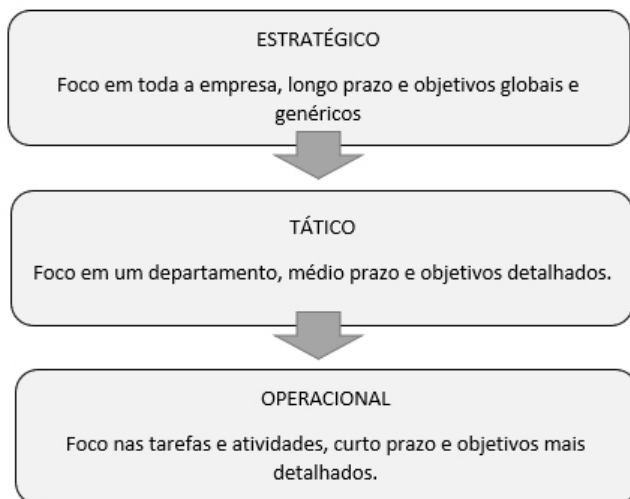 ESTRATÉGICO
Foco em toda a empresa, longo prazo e objetivos globais e
genéricos
TÁTICO
Foco em um departamento, médio prazo e objetivos detalhados.
OPERACIONAL
Foco nas tarefas e atividades, curto prazo e objetivos mais
detalhados.